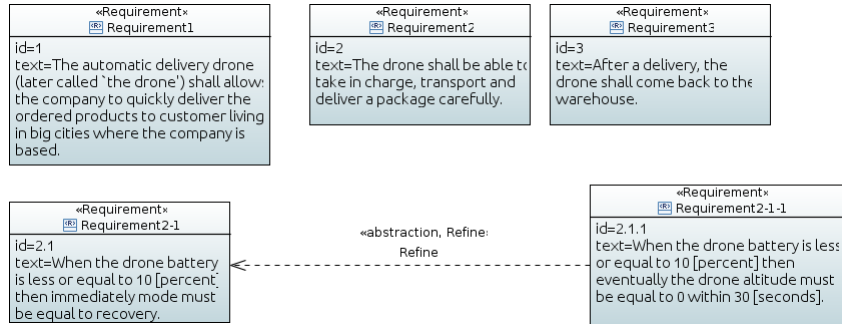 «Requirement»
Requirement1
id=1
text=The automatic delivery drone
(later called `the drone') shall allow
the company to quickly deliver the
ordered products to customer living
in big cities where the company is
based.
«Requirement»
Requirement2
id=2
text=The drone shall be able to
take in charge, transport and
deliver a package carefully.
«Requirement»
Requirement3
id=3
text=After a delivery, the
drone shall come back to the
warehouse.
«Requirement»
Requirement2-1
id=2.1
text=When the drone battery
is less or equal to 10 [percent]
then immediately mode must
be equal to recovery.
«abstraction, Refine»
Refine
«Requirement»
Requirement2-1-1
id=2.1.1
text=When the drone battery is less
or equal to 10 [percent] then
eventually the drone altitude must
be equal to 0 within 30 [seconds].